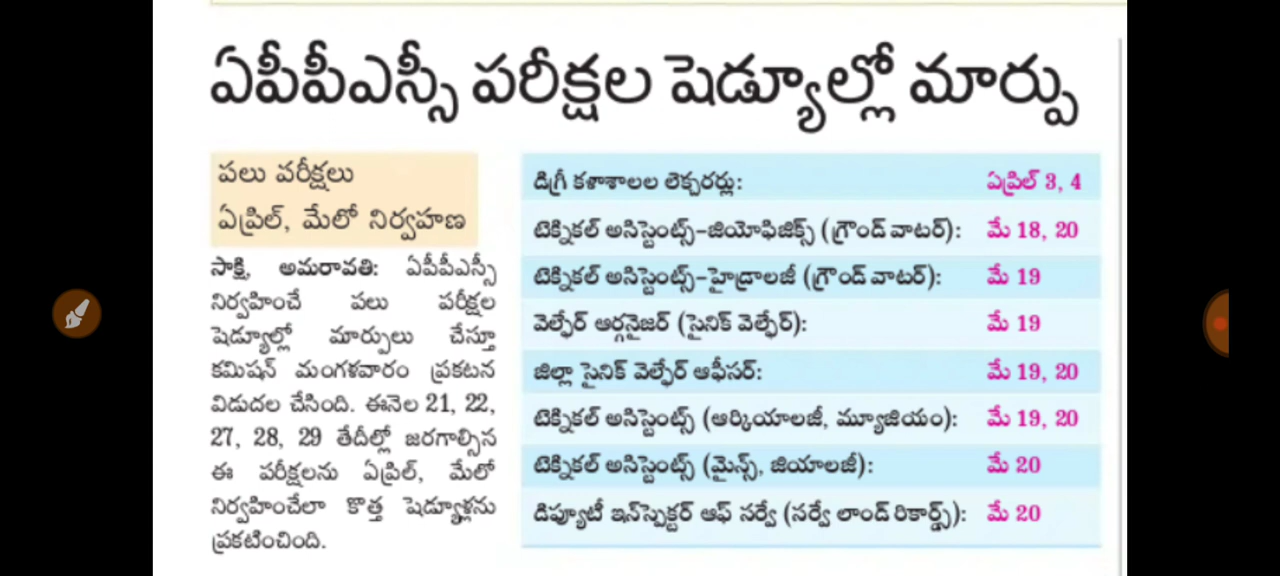 ఏపీపీఎస్సీ పరీక్షల షెడ్యూల్లో మార్పు
పలు పరీక్షలు
ఏప్రిల్, మేలో నిర్వహణ
సాక్షి, అమరావతి: ఏపీపీఎస్సీ
నిర్వహించే పలు పరీక్షల
షెడ్యూల్లో మార్పులు చేస్తూ
కమిషన్ మంగళవారం ప్రకటన
విడుదల చేసింది. ఈనెల 21, 22,
27, 28, 29 తేదీల్లో జరగాల్సిన
ఈ పరీక్షలను ఏప్రిల్, మేలో
నిర్వహించేలా కొత్త షెడ్యూళ్లను
ప్రకటించింది.
డిగ్రీ కళాశాలల లెక్చరర్లు: ఏప్రిల్ 3, 4
టెక్నికల్ అసిస్టెంట్స్–జియోఫిజిక్స్ (గ్రౌండ్ వాటర్): మే 18, 20
టెక్నికల్ అసిస్టెంట్స్–హైడ్రాలజీ (గ్రౌండ్ వాటర్): మే 19
వెల్ఫేర్ ఆర్గనైజర్ (సైనిక్ వెల్ఫేర్): మే 19
జిల్లా సైనిక్ వెల్ఫేర్ ఆఫీసర్: మే 19, 20
టెక్నికల్ అసిస్టెంట్స్ (ఆర్కియాలజీ, మ్యూజియం): మే 19, 20
టెక్నికల్ అసిస్టెంట్స్ (మైన్స్, జియాలజీ): మే 20
డిప్యూటీ ఇన్‌స్పెక్టర్ ఆఫ్ సర్వే (సర్వే లాండ్ రికార్డ్స్): మే 20